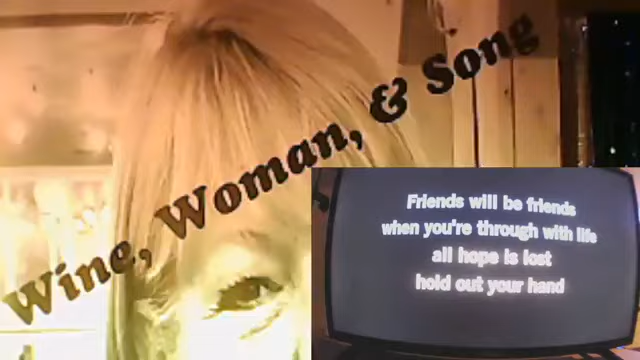 Wine, Woman, & Song
Friends will be friends
when you're through with life
all hope is lost
hold out your hand